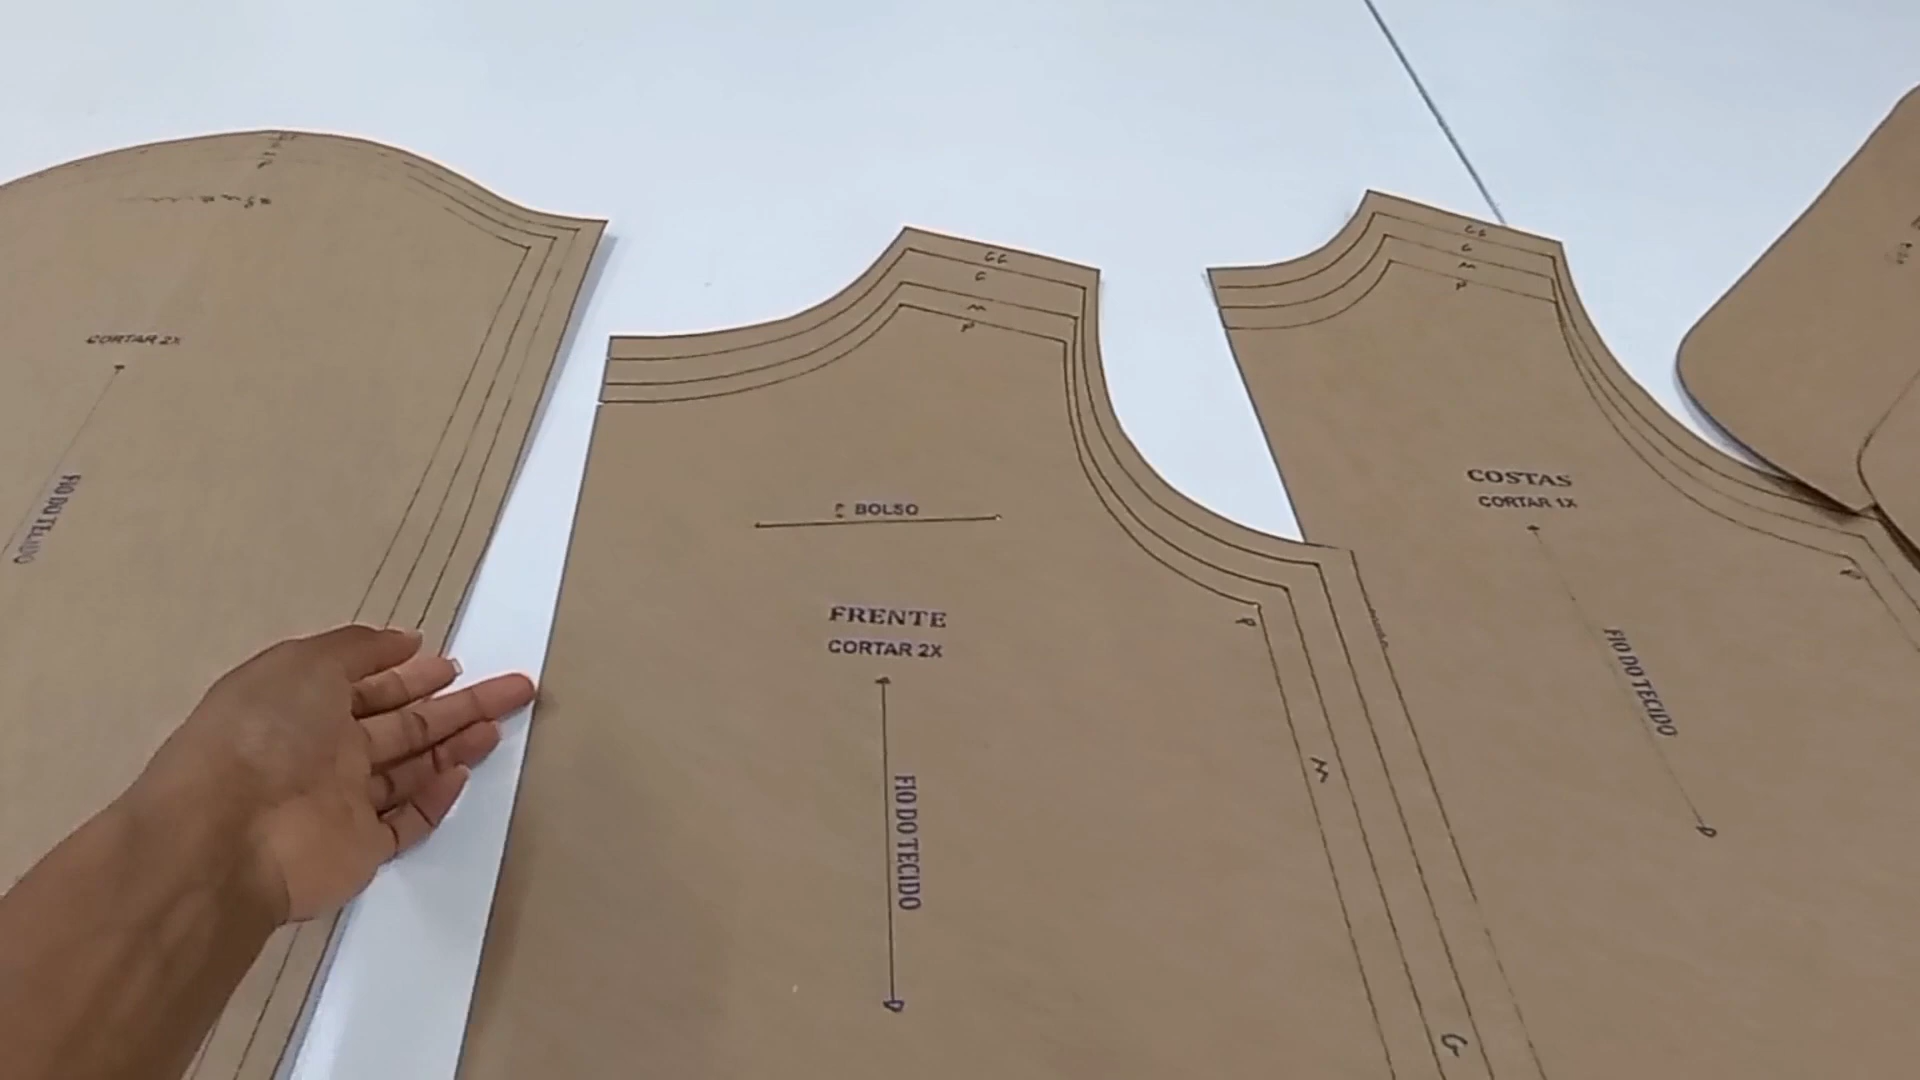 CORTAR 2X
FIO DO TECIDO
GG
G
M
P
BOLSO
FRENTE
CORTAR 2X
FIO DO TECIDO
P
M
G
GG
G
M
P
COSTAS
CORTAR 1X
FIO DO TECIDO
P